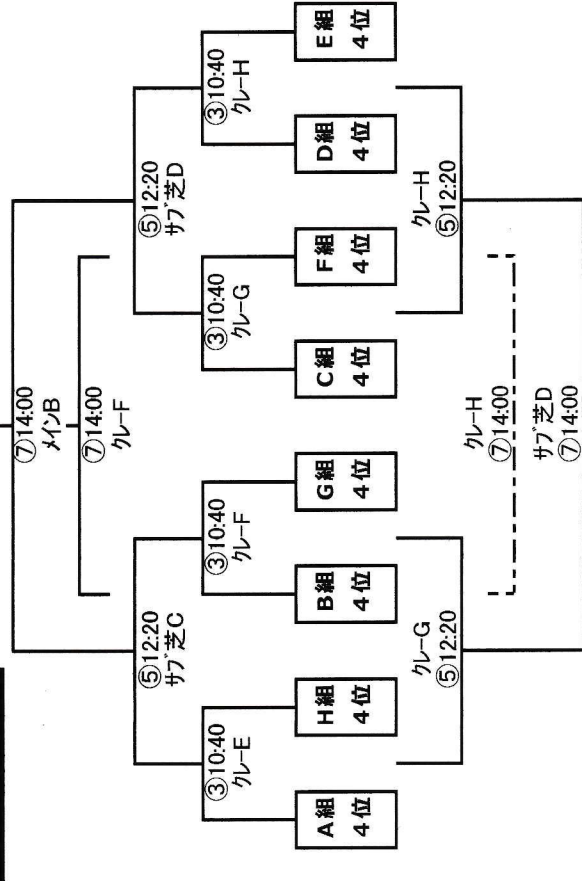 ⑦14:00
メインB
⑦14:00
クレーF
⑤12:20
サブ芝C
⑤12:20
サブ芝D
③10:40
クレーE
③10:40
クレーF
③10:40
クレーG
③10:40
クレーH
A組
4位
H組
4位
B組
4位
G組
4位
C組
4位
F組
4位
D組
4位
E組
4位
クレーG
⑤12:20
クレーH
⑤12:20
クレーH
⑦14:00
サブ芝D
⑦14:00